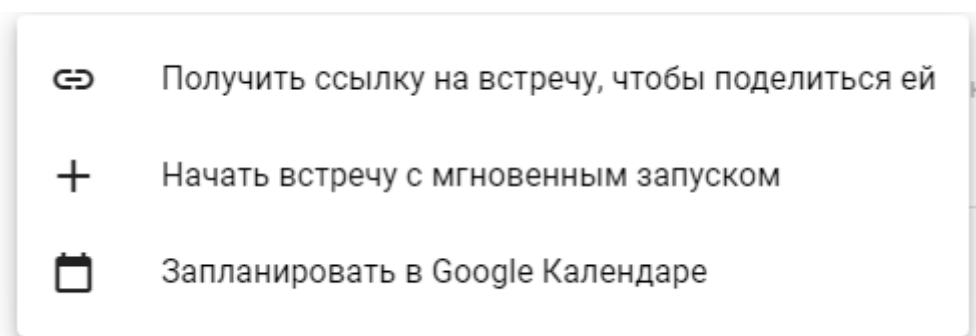 Получить ссылку на встречу, чтобы поделиться ей
Начать встречу с мгновенным запуском
Запланировать в Google Календаре